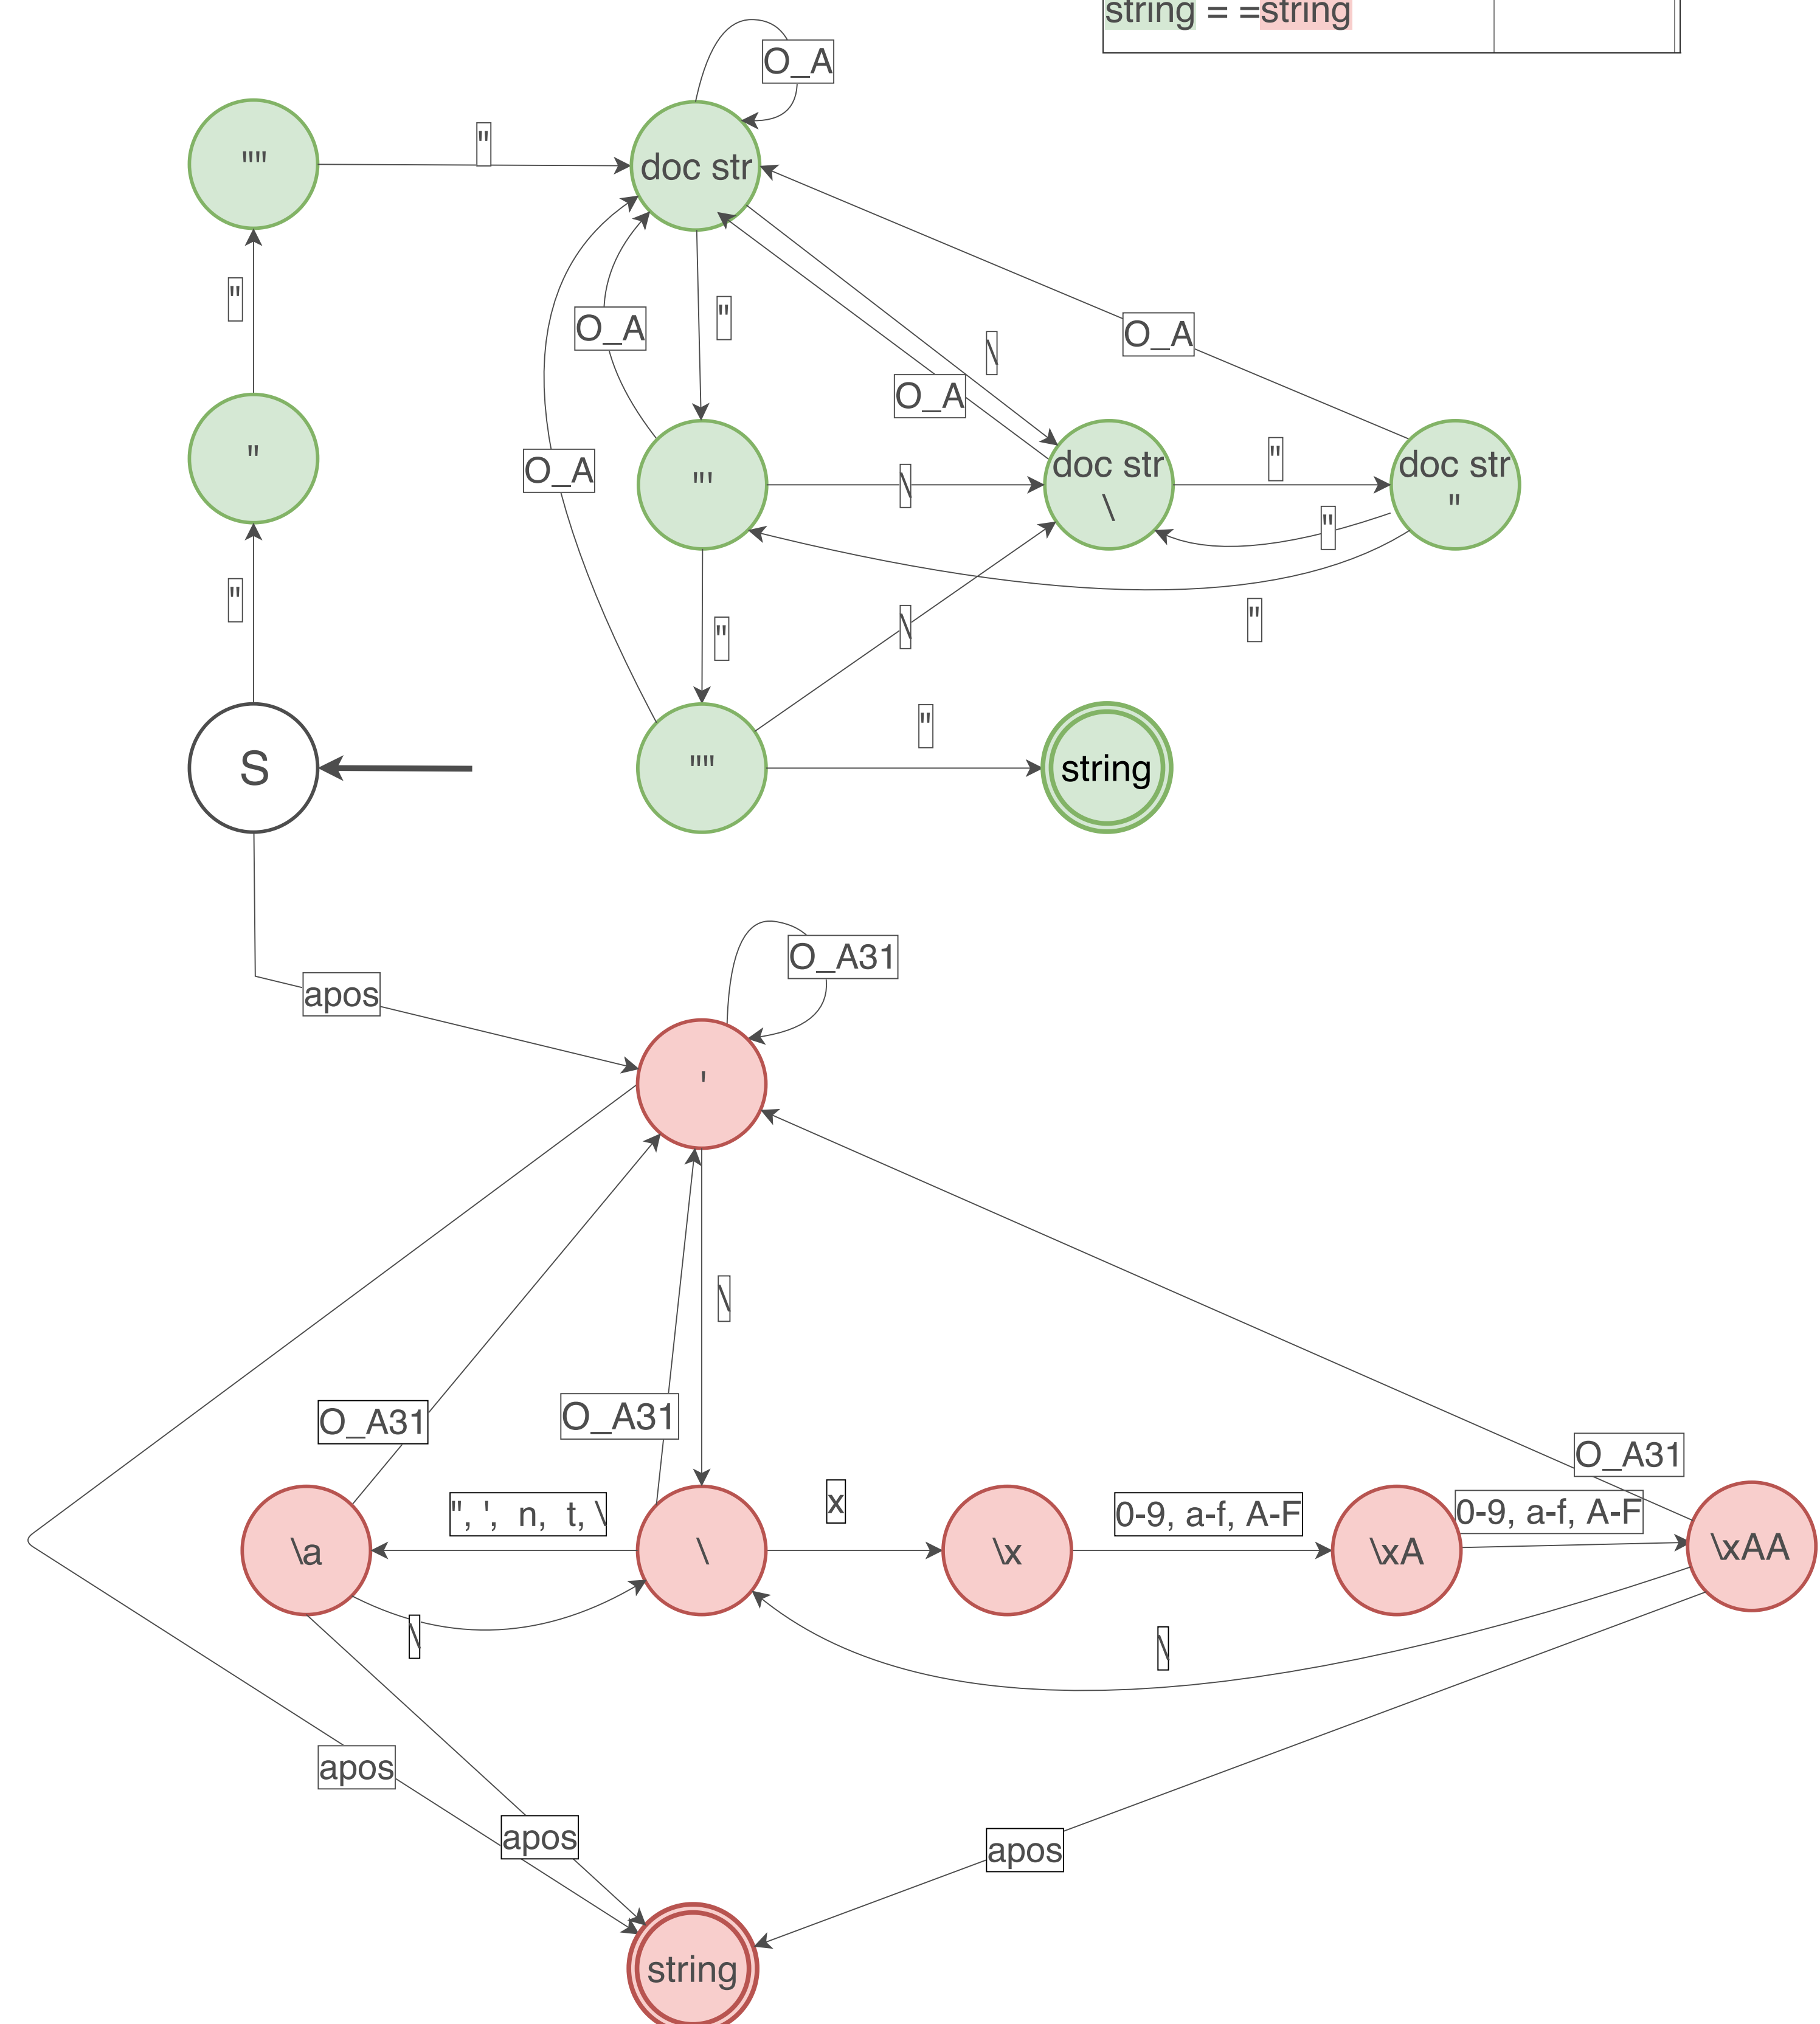 string = =string
O_A
""
"
doc str
"
O_A
"
O_A
\
O_A
"
"'
\
doc str
\
"
doc str
"
O_A
"
"
\
"
"
S
""
"
string
O_A31
apos
'
\
O_A31
O_A31
O_A31
", ', n, t, \
x
0-9, a-f, A-F
0-9, a-f, A-F
\a
\
\x
\xA
\xAA
\
\
apos
apos
apos
string